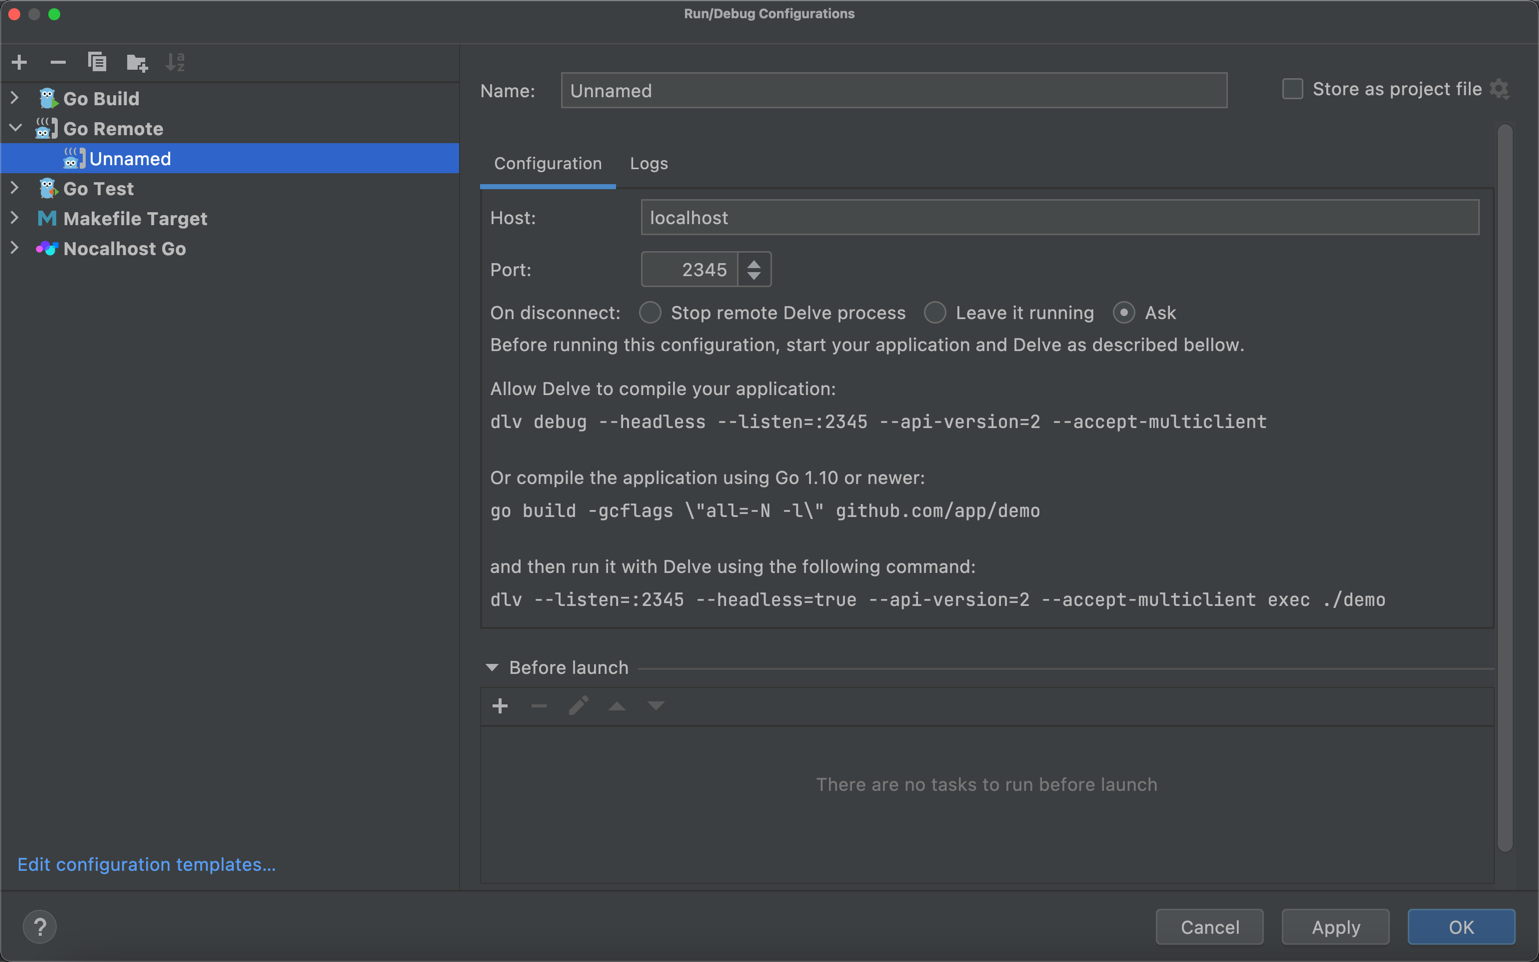 Run/Debug Configurations
Go Build
Go Remote
Unnamed
Go Test
Makefile Target
Nocalhost Go
Edit configuration templates...
Name: Unnamed
Store as project file
Configuration Logs
Host: localhost
Port: 2345
On disconnect: Stop remote Delve process Leave it running Ask
Before running this configuration, start your application and Delve as described bellow.
Allow Delve to compile your application:
dlv debug --headless --listen=:2345 --api-version=2 --accept-multiclient
Or compile the application using Go 1.10 or newer:
go build -gcflags \"all=-N -l\" github.com/app/demo
and then run it with Delve using the following command:
dlv --listen=:2345 --headless=true --api-version=2 --accept-multiclient exec ./demo
Before launch
There are no tasks to run before launch
?
Cancel Apply OK